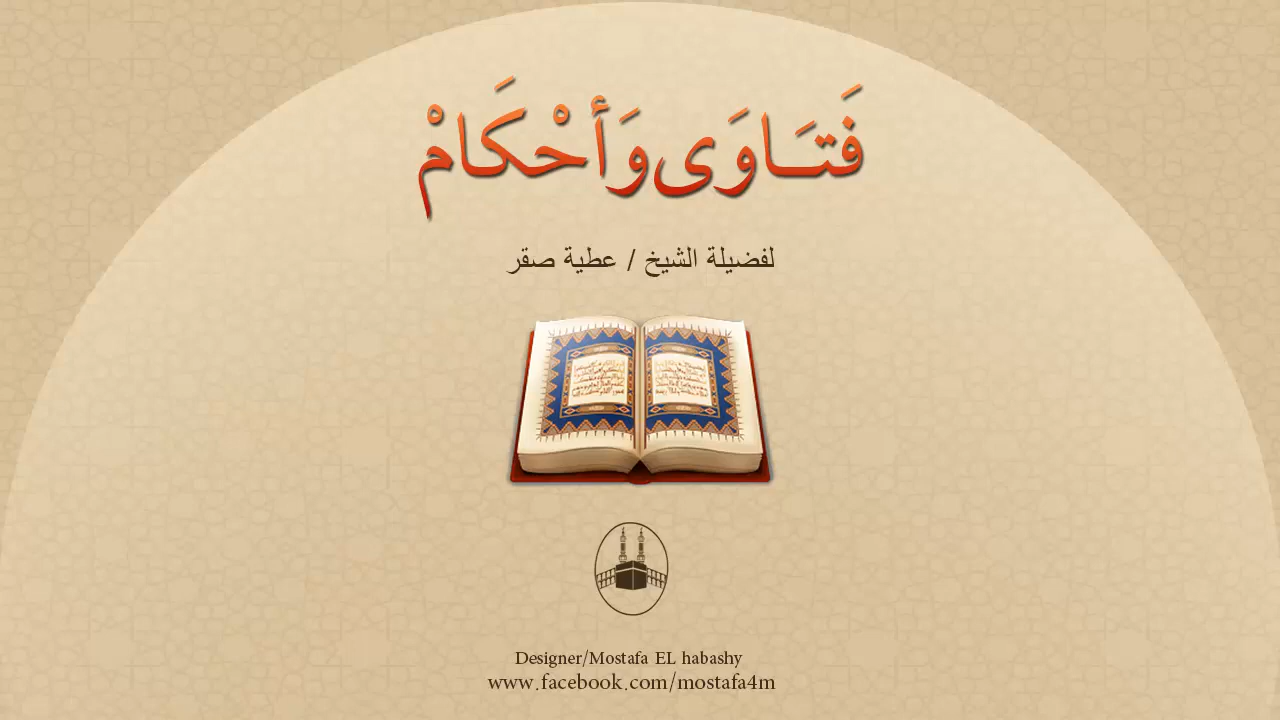 فَتَاوَى وَأَحْكَامْ
لفضيلة الشيخ / عطية صقر
Designer/Mostafa EL habashy
www.facebook.com/mostafa4m